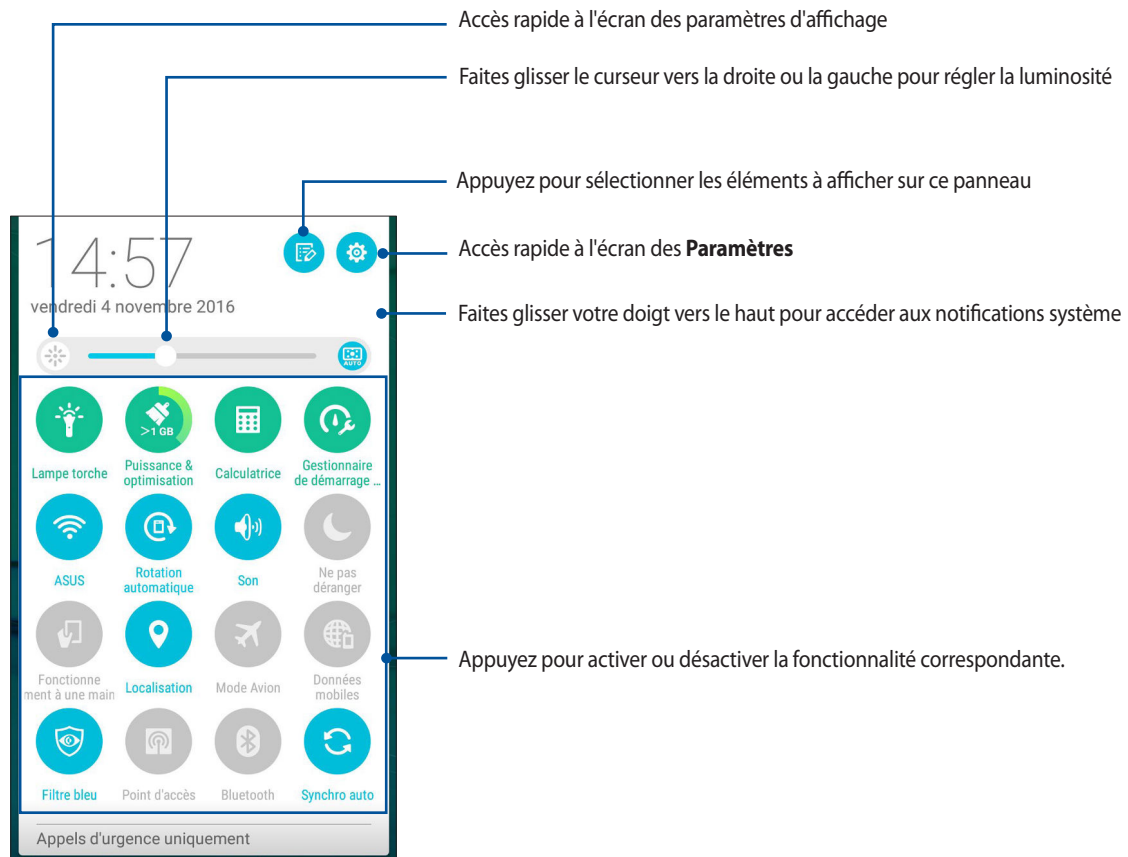 Accès rapide à l'écran des paramètres d'affichage
Faites glisser le curseur vers la droite ou la gauche pour régler la luminosité
Appuyez pour sélectionner les éléments à afficher sur ce panneau
Accès rapide à l'écran des Paramètres
Faites glisser votre doigt vers le haut pour accéder aux notifications système
14:57
vendredi 4 novembre 2016
AUTO
>1 GB
Lampe torche
Puissance &
optimisation
Calculatrice
Gestionnaire
de démarrage ...
ASUS
Rotation
automatique
Son
Ne pas
déranger
Appuyez pour activer ou désactiver la fonctionnalité correspondante.
Fonctionne
ment à une main
Localisation
Mode Avion
Données
mobiles
Filtre bleu
Point d'accès
Bluetooth
Synchro auto
Appels d'urgence uniquement